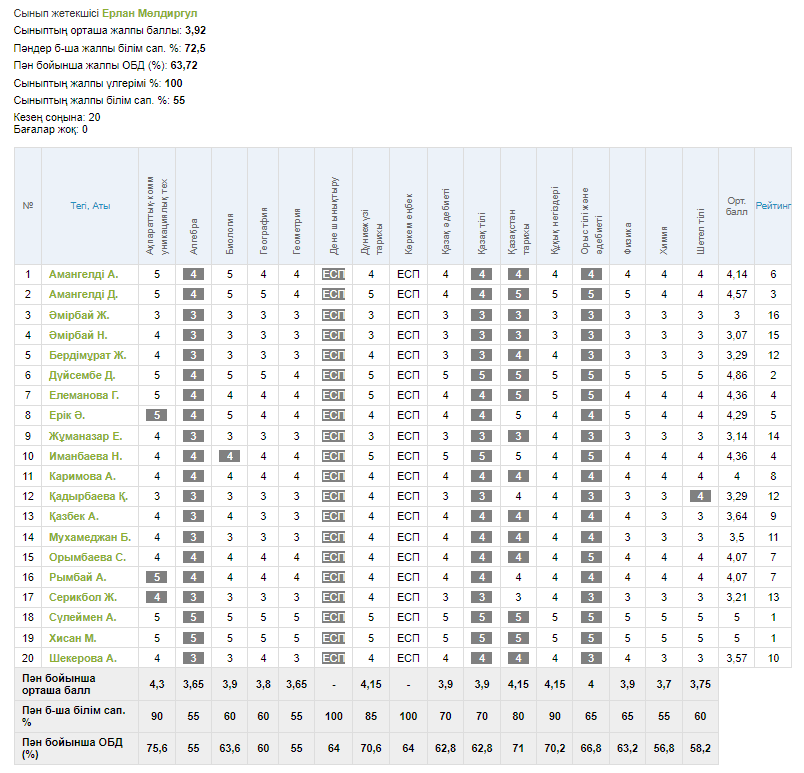 Сынып жетекшісі Ерлан Мөлдиргул
Сыныптың орташа жалпы баллы: 3,92
Пәндер б-ша жалпы білім сап. %: 72,5
Пән бойынша жалпы ОБД (%): 63,72
Сыныптың жалпы үлгерімі %: 100
Сыныптың жалпы білім сап. %: 55
Кезең соңына: 20
Бағалар жоқ: 0
№ Тегі, Аты Ақпараттық-комм уникациялық тех Алгебра Биология География Геометрия Дене шынықтыру Дүниежүзі тарихы Көркем еңбек Қазақ әдебиеті Қазақ тілі Қазақстан тарихы Құқық негіздері Орыс тілі және әдебиеті Физика Химия Шетел тілі Орт. балл Рейтинг
1 Амангелді А. 5 4 5 4 4 ЕСП 4 ЕСП 4 4 4 4 4 4 4 4 4,14 6
2 Амангелді Д. 5 4 5 5 4 ЕСП 5 ЕСП 4 4 5 5 5 5 4 4 4,57 3
3 Әмірбай Ж. 3 3 3 3 3 ЕСП 3 ЕСП 3 3 3 3 3 3 3 3 3 16
4 Әмірбай Н. 4 3 3 3 3 ЕСП 3 ЕСП 3 3 3 3 3 3 3 3 3,07 15
5 Бердімұрат Ж. 4 3 3 3 3 ЕСП 4 ЕСП 3 3 4 4 3 3 3 3 3,29 12
6 Дүйсембе Д. 5 4 5 5 4 ЕСП 5 ЕСП 5 5 5 5 5 5 5 5 4,86 2
7 Елеманова Г. 5 4 4 4 4 ЕСП 5 ЕСП 4 4 5 5 5 4 4 4 4,36 4
8 Ерік Ә. 5 4 5 4 4 ЕСП 4 ЕСП 4 4 5 4 4 5 4 4 4,29 5
9 Жұманазар Е. 4 3 3 3 3 ЕСП 3 ЕСП 3 3 3 4 3 3 3 3 3,14 14
10 Иманбаева Н. 4 4 4 4 4 ЕСП 5 ЕСП 5 5 5 4 5 4 4 4 4,36 4
11 Каримова А. 4 4 4 4 4 ЕСП 4 ЕСП 4 4 4 4 4 4 4 4 4 8
12 Қадырбаева Қ. 3 3 3 3 3 ЕСП 4 ЕСП 3 3 4 4 3 3 3 4 3,29 12
13 Қазбек А. 4 3 4 3 3 ЕСП 4 ЕСП 4 4 4 4 4 4 3 3 3,64 9
14 Мухамеджан Б. 4 3 3 3 3 ЕСП 4 ЕСП 4 4 4 4 4 3 3 3 3,5 11
15 Орымбаева С. 4 4 4 4 4 ЕСП 4 ЕСП 4 4 4 4 5 4 4 4 4,07 7
16 Рымбай А. 5 4 4 4 4 ЕСП 4 ЕСП 4 4 4 4 4 4 4 4 4,07 7
17 Серикбол Ж. 4 3 3 3 3 ЕСП 4 ЕСП 3 3 3 4 3 3 3 3 3,21 13
18 Сүлеймен А. 5 5 5 5 5 ЕСП 5 ЕСП 5 5 5 5 5 5 5 5 5 1
19 Хисан М. 5 5 5 5 5 ЕСП 5 ЕСП 5 5 5 5 5 5 5 5 5 1
20 Шекерова А. 4 3 3 4 3 ЕСП 4 ЕСП 4 4 4 4 3 4 3 3 3,57 10
Пән бойынша
орташа балл 4,3 3,65 3,9 3,8 3,65 - 4,15 - 3,9 3,9 4,15 4,15 4 3,9 3,7 3,75
Пән б-ша білім сап.
% 90 55 60 60 55 100 85 100 70 70 80 90 65 65 55 60
Пән бойынша ОБД
(%) 75,6 55 63,6 60 55 64 70,6 64 62,8 62,8 71 70,2 66,8 63,2 56,8 58,2